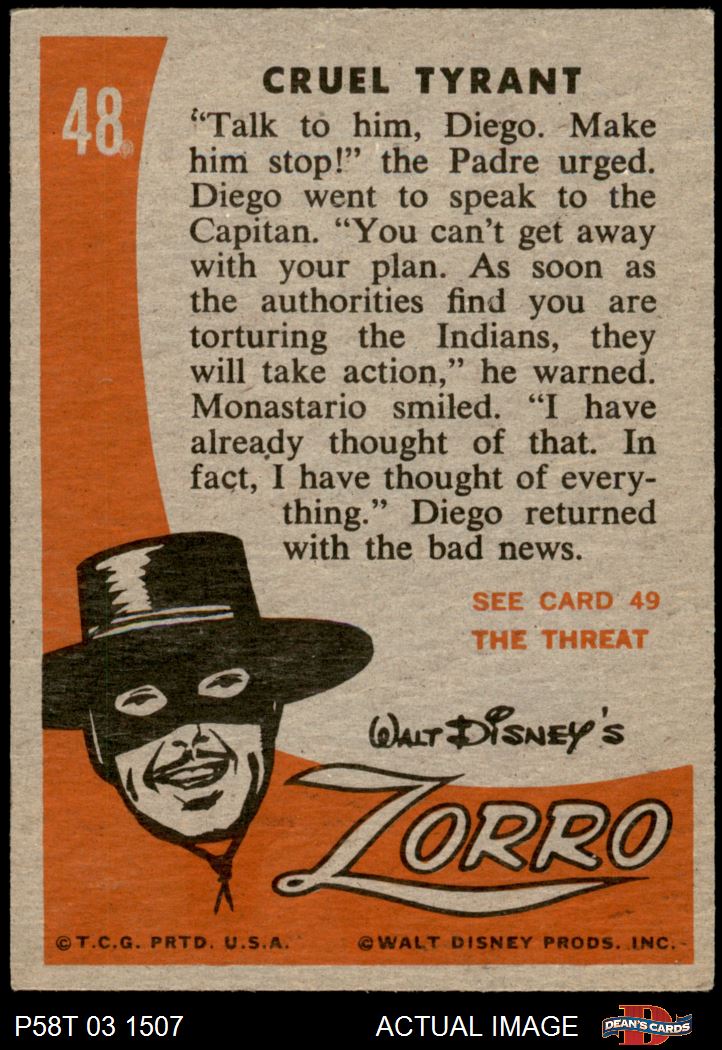 48
CRUEL TYRANT
“Talk to him, Diego. Make
him stop!” the Padre urged.
Diego went to speak to the
Capitan. “You can’t get away
with your plan. As soon as
the authorities find you are
torturing the Indians, they
will take action,” he warned.
Monastario smiled. “I have
already thought of that. In
fact, I have thought of every-
thing.” Diego returned
with the bad news.
SEE CARD 49
THE THREAT
WALT DISNEY'S
ZORRO
©T.C.G. PRTD. U.S.A. ©WALT DISNEY PRODS. INC.
P58T 03 1507 ACTUAL IMAGE D DEAN'S CARDS